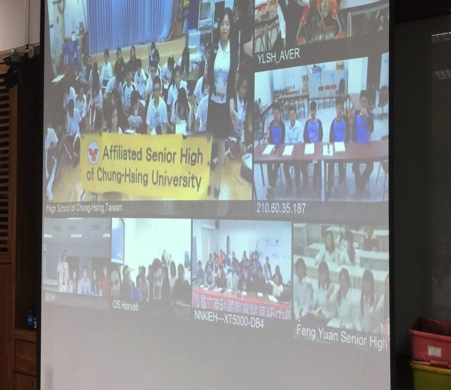 YLSH_AVER
Affiliated Senior High
of Chung-Hsing University
High School of Chung-Hsing,Taiwan
210.60.35.187
OS Horvati
NNKIEH---XT5000-DB4
Feng Yuan Senior High